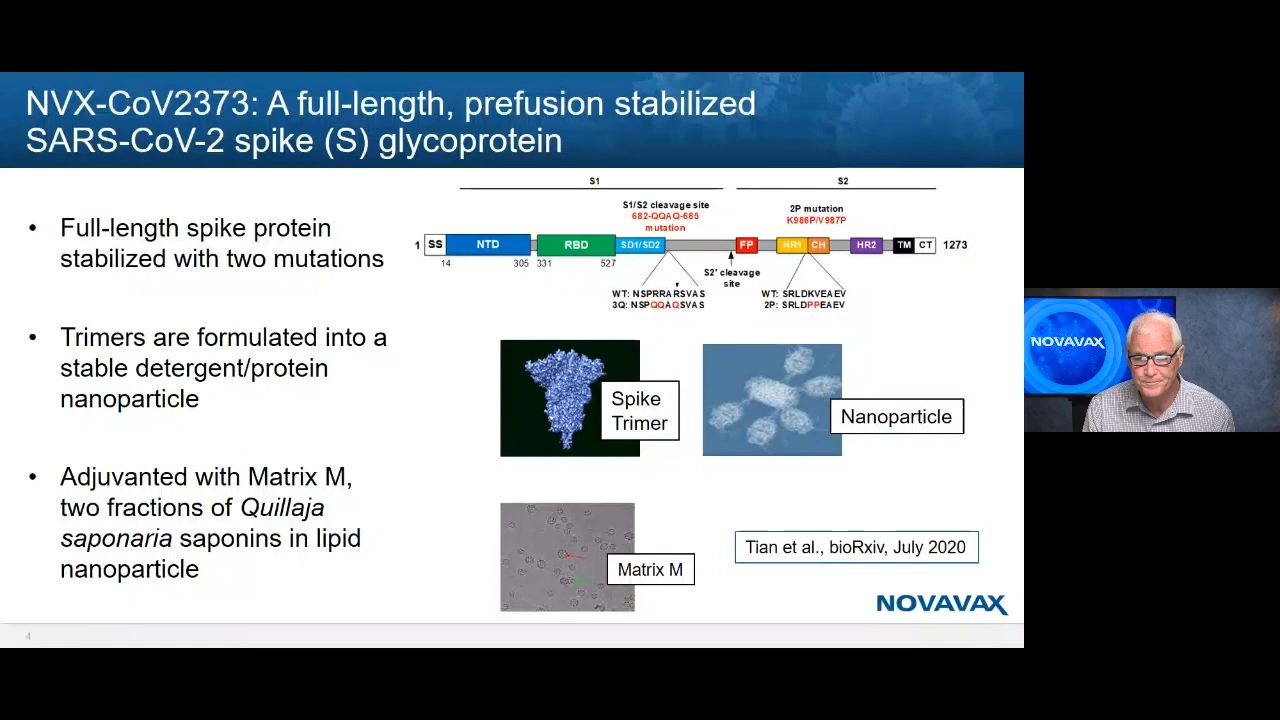 NVX-CoV2373: A full-length, prefusion stabilized
SARS-CoV-2 spike (S) glycoprotein
• Full-length spike protein
stabilized with two mutations
• Trimers are formulated into a
stable detergent/protein
nanoparticle
• Adjuvanted with Matrix M,
two fractions of Quillaja
saponaria saponins in lipid
nanoparticle
S1 S2
S1/S2 cleavage site
682-QQAQ-685
mutation
2P mutation
K986P/V987P
1 SS NTD RBD SD1/SD2 FP HR1 CH HR2 TM CT 1273
14 305 331 527
S2' cleavage
site
WT: NSPRRARSVAS
3Q: NSPQQAQSVAS
WT: SRLDKVEAEV
2P: SRLDPPEAEV
Spike
Trimer
Nanoparticle
Matrix M
Tian et al., bioRxiv, July 2020
NOVAVAX
4
NOVAVAX